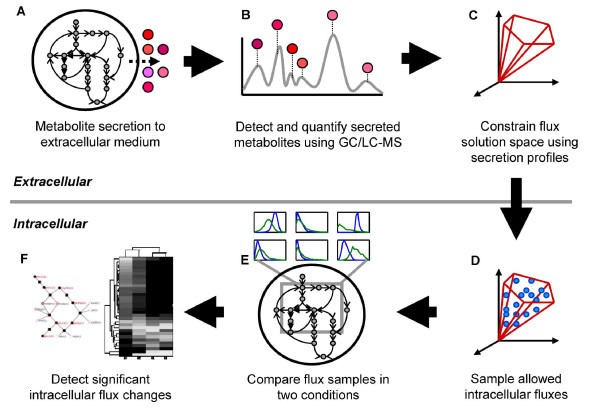 A
B
C
Metabolite secretion to
extracellular medium
Detect and quantify secreted
metabolites using GC/LC-MS
Constrain flux
solution space using
secretion profiles
Extracellular
Intracellular
F
E
D
Detect significant
intracellular flux changes
Compare flux samples in
two conditions
Sample allowed
intracellular fluxes